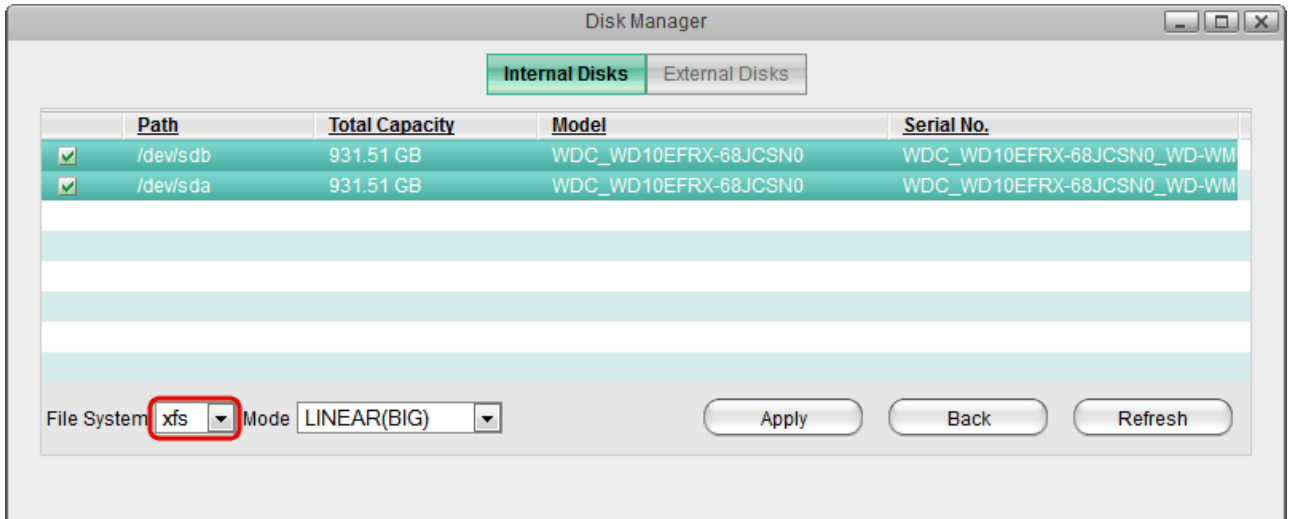 Disk Manager
Internal Disks External Disks
Path Total Capacity Model Serial No.
/dev/sdb 931.51 GB WDC_WD10EFRX-68JCSN0 WDC_WD10EFRX-68JCSN0_WD-WM
/dev/sda 931.51 GB WDC_WD10EFRX-68JCSN0 WDC_WD10EFRX-68JCSN0_WD-WM
File System xfs Mode LINEAR(BIG) Apply Back Refresh